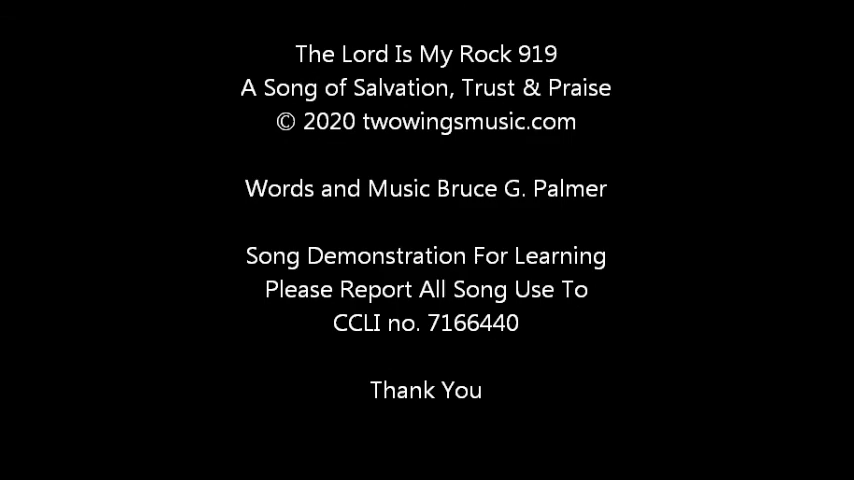 The Lord Is My Rock 919
A Song of Salvation, Trust & Praise
© 2020 twowingsmusic.com
Words and Music Bruce G. Palmer
Song Demonstration For Learning
Please Report All Song Use To
CCLI no. 7166440
Thank You